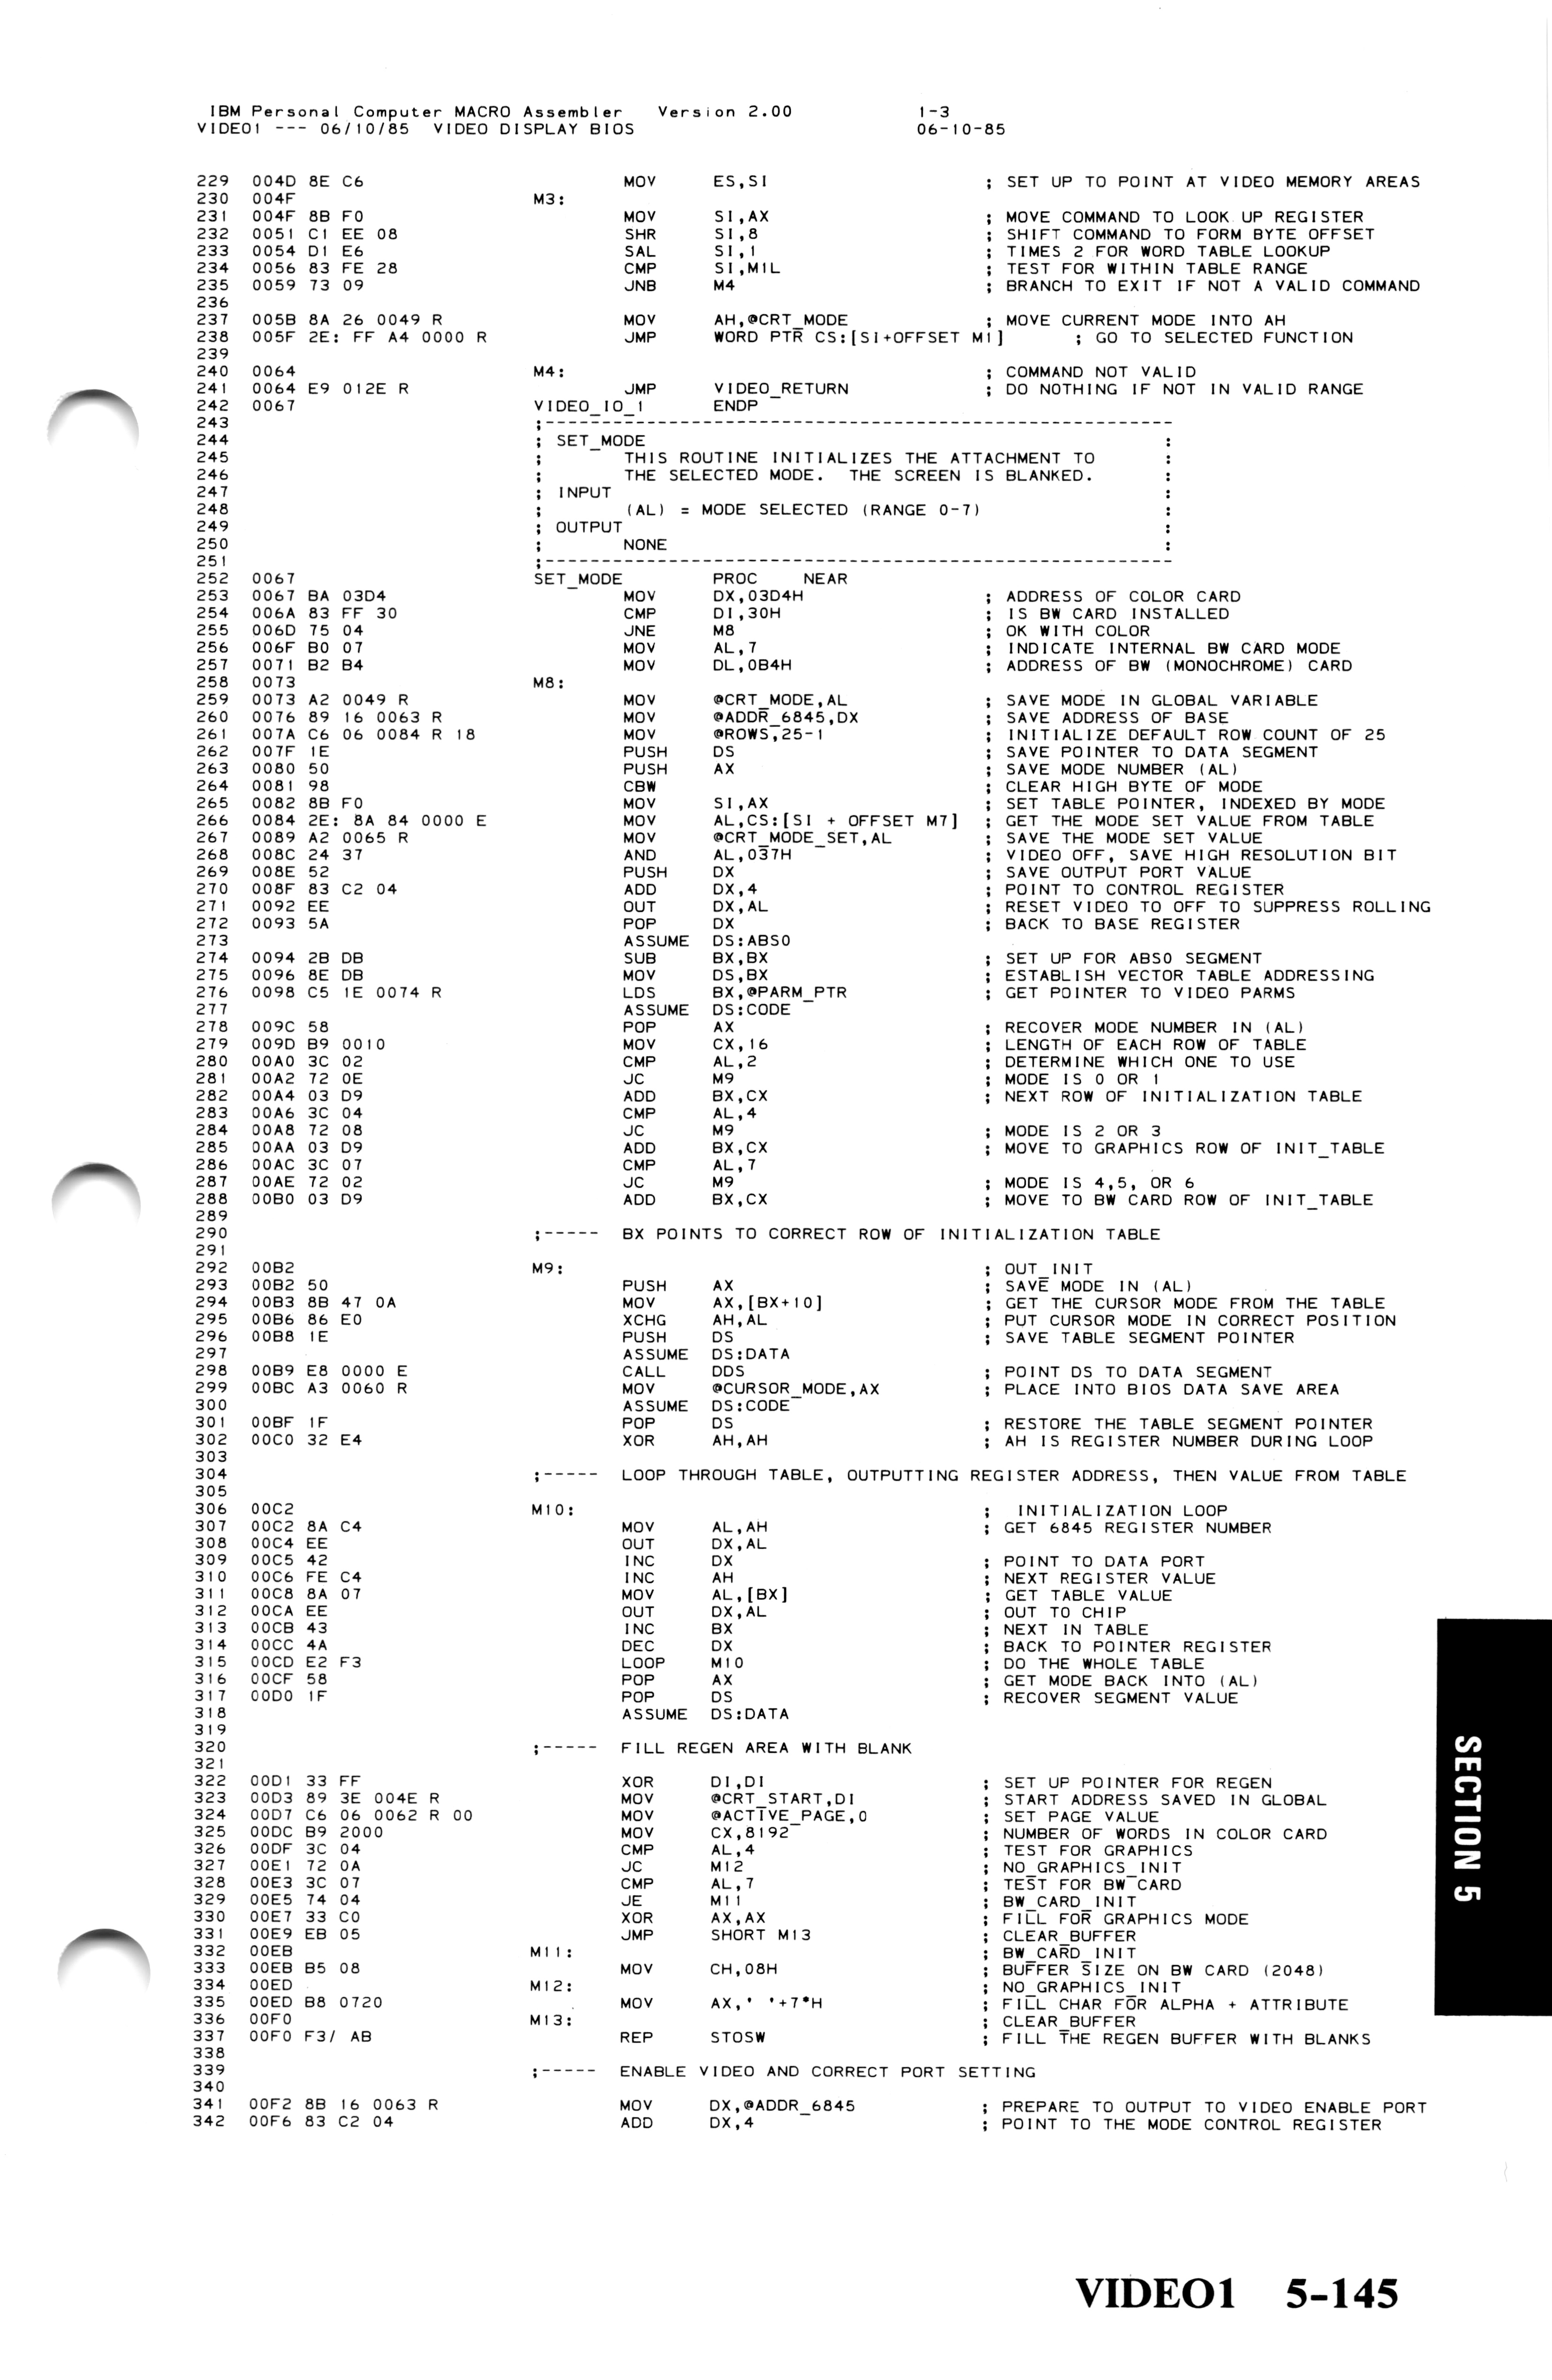 IBM Personal Computer MACRO Assembler   Version 2.00             1-3
VIDEO1 --- 06/10/85  VIDEO DISPLAY BIOS                          06-10-85
229  004D 8E C6                  MOV     ES,SI                   ; SET UP TO POINT AT VIDEO MEMORY AREAS
230  004F                M3:
231  004F 8B F0                  MOV     SI,AX                   ; MOVE COMMAND TO LOOK UP REGISTER
232  0051 C1 EE 08               SHR     SI,8                    ; SHIFT COMMAND TO FORM BYTE OFFSET
233  0054 D1 E6                  SAL     SI,1                    ; TIMES 2 FOR WORD TABLE LOOKUP
234  0056 83 FE 28               CMP     SI,M1L                  ; TEST FOR WITHIN TABLE RANGE
235  0059 73 09                  JNB     M4                      ; BRANCH TO EXIT IF NOT A VALID COMMAND
236
237  005B 8A 26 0049 R           MOV     AH,@CRT_MODE            ; MOVE CURRENT MODE INTO AH
238  005F 2E: FF A4 0000 R       JMP     WORD PTR CS:[SI+OFFSET M1]      ; GO TO SELECTED FUNCTION
239
240  0064                M4:                                     ; COMMAND NOT VALID
241  0064 E9 012E R              JMP     VIDEO_RETURN            ; DO NOTHING IF NOT IN VALID RANGE
242  0067                VIDEO_IO_1      ENDP
243                      ;---------------------------------------------------------
244                      ; SET_MODE                                               :
245                      ;       THIS ROUTINE INITIALIZES THE ATTACHMENT TO       :
246                      ;       THE SELECTED MODE.  THE SCREEN IS BLANKED.       :
247                      ; INPUT                                                  :
248                      ;       (AL) = MODE SELECTED (RANGE 0-7)                 :
249                      ; OUTPUT                                                 :
250                      ;       NONE                                             :
251                      ;---------------------------------------------------------
252  0067                SET_MODE        PROC    NEAR
253  0067 BA 03D4                MOV     DX,03D4H                ; ADDRESS OF COLOR CARD
254  006A 83 FF 30               CMP     DI,30H                  ; IS BW CARD INSTALLED
255  006D 75 04                  JNE     M8                      ; OK WITH COLOR
256  006F B0 07                  MOV     AL,7                    ; INDICATE INTERNAL BW CARD MODE
257  0071 B2 B4                  MOV     DL,0B4H                 ; ADDRESS OF BW (MONOCHROME) CARD
258  0073                M8:
259  0073 A2 0049 R              MOV     @CRT_MODE,AL            ; SAVE MODE IN GLOBAL VARIABLE
260  0076 89 16 0063 R           MOV     @ADDR_6845,DX           ; SAVE ADDRESS OF BASE
261  007A C6 06 0084 R 18        MOV     @ROWS,25-1              ; INITIALIZE DEFAULT ROW COUNT OF 25
262  007F 1E                     PUSH    DS                      ; SAVE POINTER TO DATA SEGMENT
263  0080 50                     PUSH    AX                      ; SAVE MODE NUMBER (AL)
264  0081 98                     CBW                             ; CLEAR HIGH BYTE OF MODE
265  0082 8B F0                  MOV     SI,AX                   ; SET TABLE POINTER, INDEXED BY MODE
266  0084 2E: 8A 84 0000 E       MOV     AL,CS:[SI + OFFSET M7]  ; GET THE MODE SET VALUE FROM TABLE
267  0089 A2 0065 R              MOV     @CRT_MODE_SET,AL        ; SAVE THE MODE SET VALUE
268  008C 24 37                  AND     AL,037H                 ; VIDEO OFF, SAVE HIGH RESOLUTION BIT
269  008E 52                     PUSH    DX                      ; SAVE OUTPUT PORT VALUE
270  008F 83 C2 04               ADD     DX,4                    ; POINT TO CONTROL REGISTER
271  0092 EE                     OUT     DX,AL                   ; RESET VIDEO TO OFF TO SUPPRESS ROLLING
272  0093 5A                     POP     DX                      ; BACK TO BASE REGISTER
273                              ASSUME  DS:ABS0
274  0094 2B DB                  SUB     BX,BX                   ; SET UP FOR ABS0 SEGMENT
275  0096 8E DB                  MOV     DS,BX                   ; ESTABLISH VECTOR TABLE ADDRESSING
276  0098 C5 1E 0074 R           LDS     BX,@PARM_PTR            ; GET POINTER TO VIDEO PARMS
277                              ASSUME  DS:CODE
278  009C 58                     POP     AX                      ; RECOVER MODE NUMBER IN (AL)
279  009D B9 0010                MOV     CX,16                   ; LENGTH OF EACH ROW OF TABLE
280  00A0 3C 02                  CMP     AL,2                    ; DETERMINE WHICH ONE TO USE
281  00A2 72 0E                  JC      M9                      ; MODE IS 0 OR 1
282  00A4 03 D9                  ADD     BX,CX                   ; NEXT ROW OF INITIALIZATION TABLE
283  00A6 3C 04                  CMP     AL,4
284  00A8 72 08                  JC      M9                      ; MODE IS 2 OR 3
285  00AA 03 D9                  ADD     BX,CX                   ; MOVE TO GRAPHICS ROW OF INIT_TABLE
286  00AC 3C 07                  CMP     AL,7
287  00AE 72 02                  JC      M9                      ; MODE IS 4,5, OR 6
288  00B0 03 D9                  ADD     BX,CX                   ; MOVE TO BW CARD ROW OF INIT_TABLE
289
290                      ;-----  BX POINTS TO CORRECT ROW OF INITIALIZATION TABLE
291
292  00B2                M9:                                     ; OUT_INIT
293  00B2 50                     PUSH    AX                      ; SAVE MODE IN (AL)
294  00B3 8B 47 0A               MOV     AX,[BX+10]              ; GET THE CURSOR MODE FROM THE TABLE
295  00B6 86 E0                  XCHG    AH,AL                   ; PUT CURSOR MODE IN CORRECT POSITION
296  00B8 1E                     PUSH    DS                      ; SAVE TABLE SEGMENT POINTER
297                              ASSUME  DS:DATA
298  00B9 E8 0000 E              CALL    DDS                     ; POINT DS TO DATA SEGMENT
299  00BC A3 0060 R              MOV     @CURSOR_MODE,AX         ; PLACE INTO BIOS DATA SAVE AREA
300                              ASSUME  DS:CODE
301  00BF 1F                     POP     DS                      ; RESTORE THE TABLE SEGMENT POINTER
302  00C0 32 E4                  XOR     AH,AH                   ; AH IS REGISTER NUMBER DURING LOOP
303
304                      ;-----  LOOP THROUGH TABLE, OUTPUTTING REGISTER ADDRESS, THEN VALUE FROM TABLE
305
306  00C2                M10:                                    ;  INITIALIZATION LOOP
307  00C2 8A C4                  MOV     AL,AH                   ; GET 6845 REGISTER NUMBER
308  00C4 EE                     OUT     DX,AL
309  00C5 42                     INC     DX                      ; POINT TO DATA PORT
310  00C6 FE C4                  INC     AH                      ; NEXT REGISTER VALUE
311  00C8 8A 07                  MOV     AL,[BX]                 ; GET TABLE VALUE
312  00CA EE                     OUT     DX,AL                   ; OUT TO CHIP
313  00CB 43                     INC     BX                      ; NEXT IN TABLE
314  00CC 4A                     DEC     DX                      ; BACK TO POINTER REGISTER
315  00CD E2 F3                  LOOP    M10                     ; DO THE WHOLE TABLE
316  00CF 58                     POP     AX                      ; GET MODE BACK INTO (AL)
317  00D0 1F                     POP     DS                      ; RECOVER SEGMENT VALUE
318                              ASSUME  DS:DATA
319
320                      ;-----  FILL REGEN AREA WITH BLANK
321
322  00D1 33 FF                  XOR     DI,DI                   ; SET UP POINTER FOR REGEN
323  00D3 89 3E 004E R           MOV     @CRT_START,DI           ; START ADDRESS SAVED IN GLOBAL
324  00D7 C6 06 0062 R 00        MOV     @ACTIVE_PAGE,0          ; SET PAGE VALUE
325  00DC B9 2000                MOV     CX,8192                 ; NUMBER OF WORDS IN COLOR CARD
326  00DF 3C 04                  CMP     AL,4                    ; TEST FOR GRAPHICS
327  00E1 72 0A                  JC      M12                     ; NO_GRAPHICS_INIT
328  00E3 3C 07                  CMP     AL,7                    ; TEST FOR BW_CARD
329  00E5 74 04                  JE      M11                     ; BW_CARD_INIT
330  00E7 33 C0                  XOR     AX,AX                   ; FILL FOR GRAPHICS MODE
331  00E9 EB 05                  JMP     SHORT M13               ; CLEAR_BUFFER
332  00EB                M11:                                    ; BW_CARD_INIT
333  00EB B5 08                  MOV     CH,08H                  ; BUFFER SIZE ON BW CARD (2048)
334  00ED                M12:                                    ; NO_GRAPHICS_INIT
335  00ED B8 0720                MOV     AX,' '+7*H              ; FILL CHAR FOR ALPHA + ATTRIBUTE
336  00F0                M13:                                    ; CLEAR_BUFFER
337  00F0 F3/ AB                 REP     STOSW                   ; FILL THE REGEN BUFFER WITH BLANKS
338
339                      ;-----  ENABLE VIDEO AND CORRECT PORT SETTING
340
341  00F2 8B 16 0063 R           MOV     DX,@ADDR_6845           ; PREPARE TO OUTPUT TO VIDEO ENABLE PORT
342  00F6 83 C2 04               ADD     DX,4                    ; POINT TO THE MODE CONTROL REGISTER
SECTION 5
VIDEO1   5-145